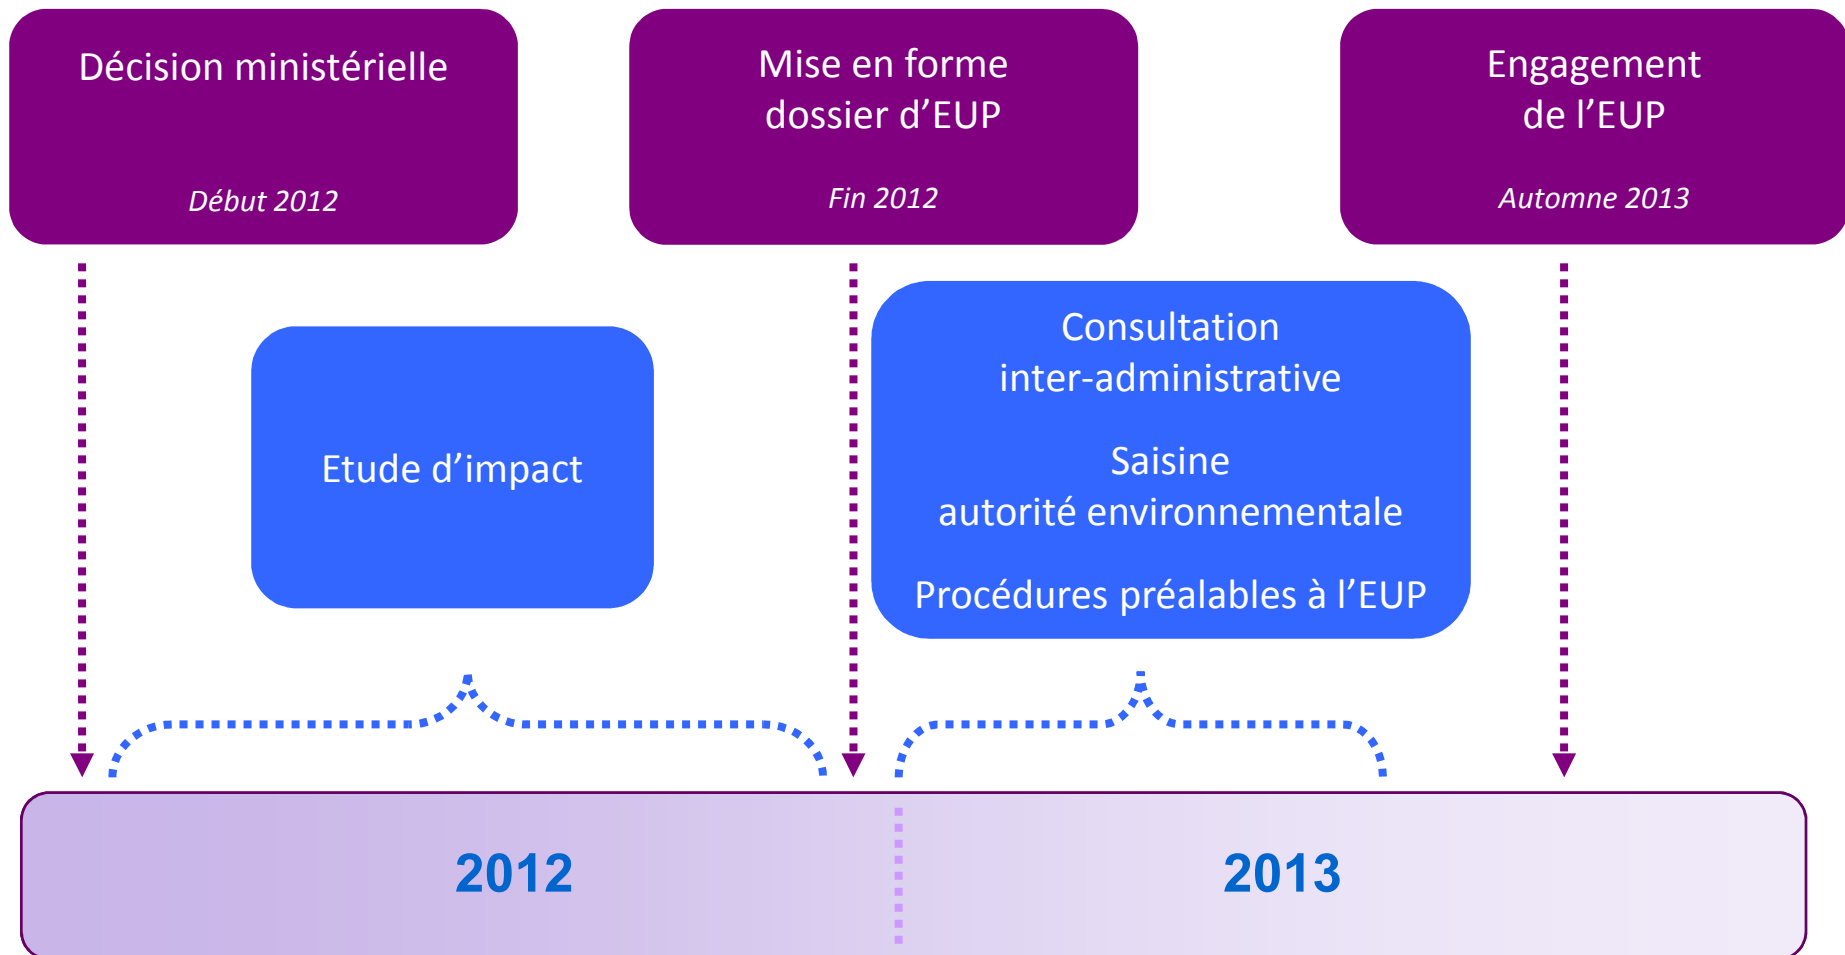 Décision ministérielle
Début 2012
Mise en forme
dossier d’EUP
Fin 2012
Engagement
de l’EUP
Automne 2013
Etude d’impact
Consultation
inter-administrative
Saisine
autorité environnementale
Procédures préalables à l’EUP
2012
2013